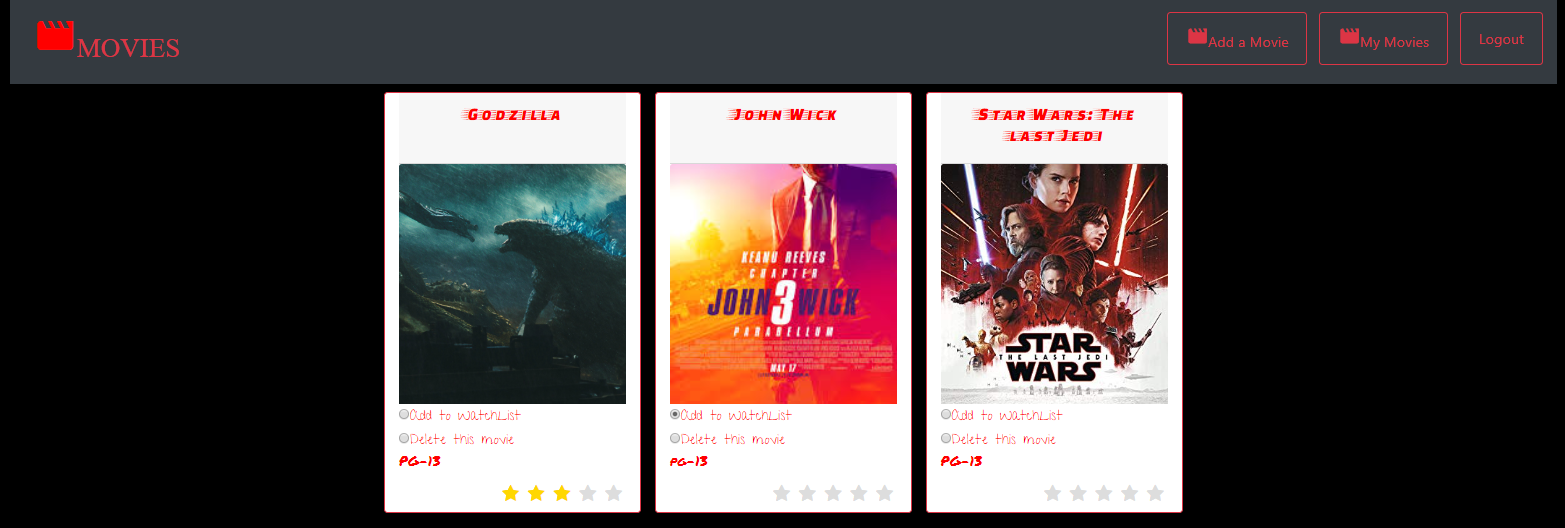 MOVIES
Add a Movie
My Movies
Logout
Godzilla
John Wick
Star Wars: The
last Jedi
KEANU REEVES
CHAPTER
JOHN 3 WICK
PARABELLUM
MAY 17
STAR
THE LAST JEDI
WARS
Add to WatchList
Delete this movie
PG-13
Add to WatchList
Delete this movie
PG-13
Add to WatchList
Delete this movie
PG-13